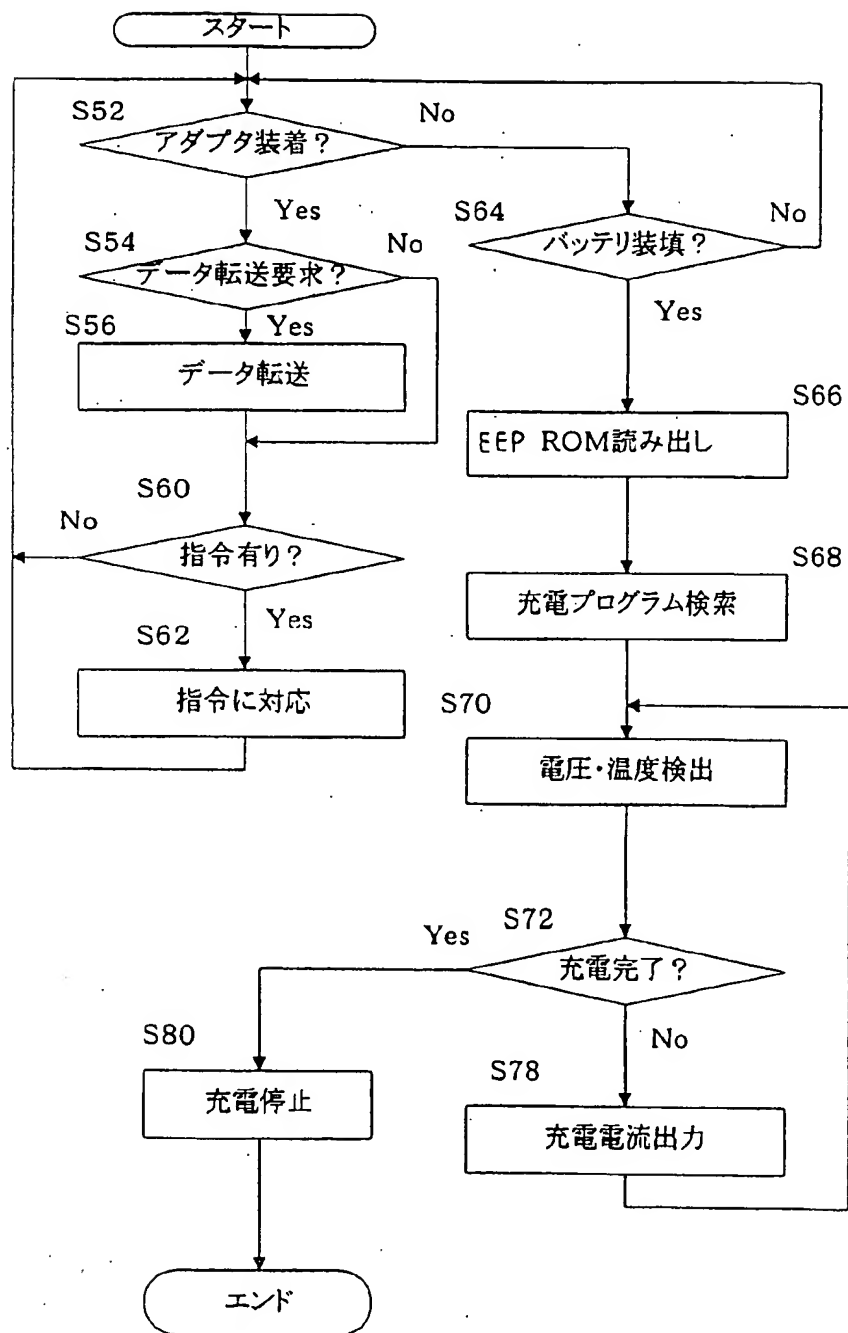 スタート
S52
No
アダプタ装着？
Yes
S54
No
データ転送要求？
S56
Yes
データ転送
S60
No
指令有り？
S62
Yes
指令に対応
S64
No
バッテリ装填？
Yes
S66
EEP ROM読み出し
S68
充電プログラム検索
S70
電圧・温度検出
S72
Yes
充電完了？
No
S80
充電停止
S78
充電電流出力
エンド